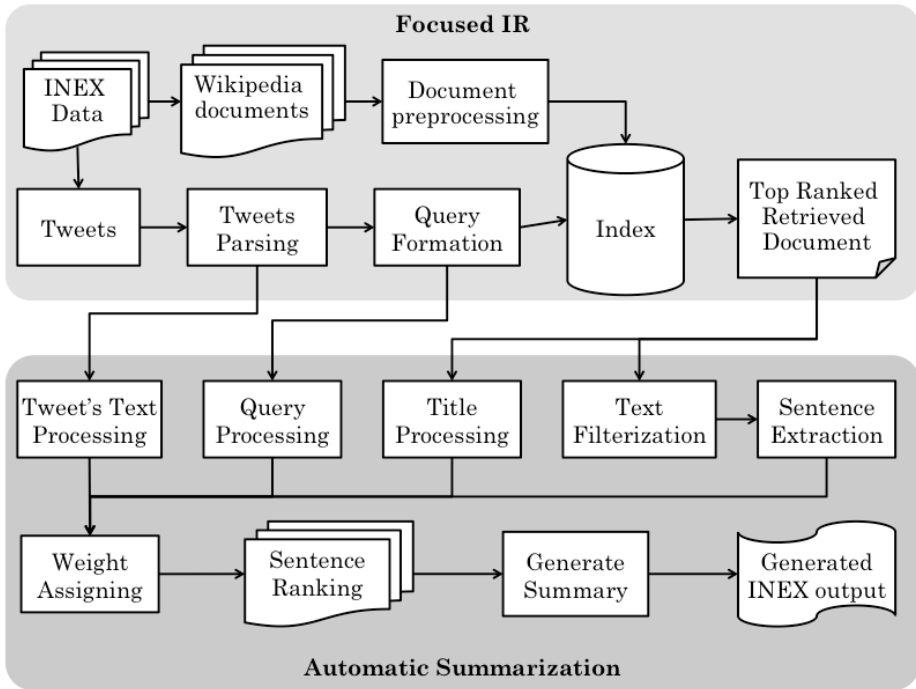 Focused IR
INEX
Data
Wikipedia
documents
Document
preprocessing
Tweets
Tweets
Parsing
Query
Formation
Index
Top Ranked
Retrieved
Document
Tweet's Text
Processing
Query
Processing
Title
Processing
Text
Filterization
Sentence
Extraction
Weight
Assigning
Sentence
Ranking
Generate
Summary
Generated
INEX output
Automatic Summarization